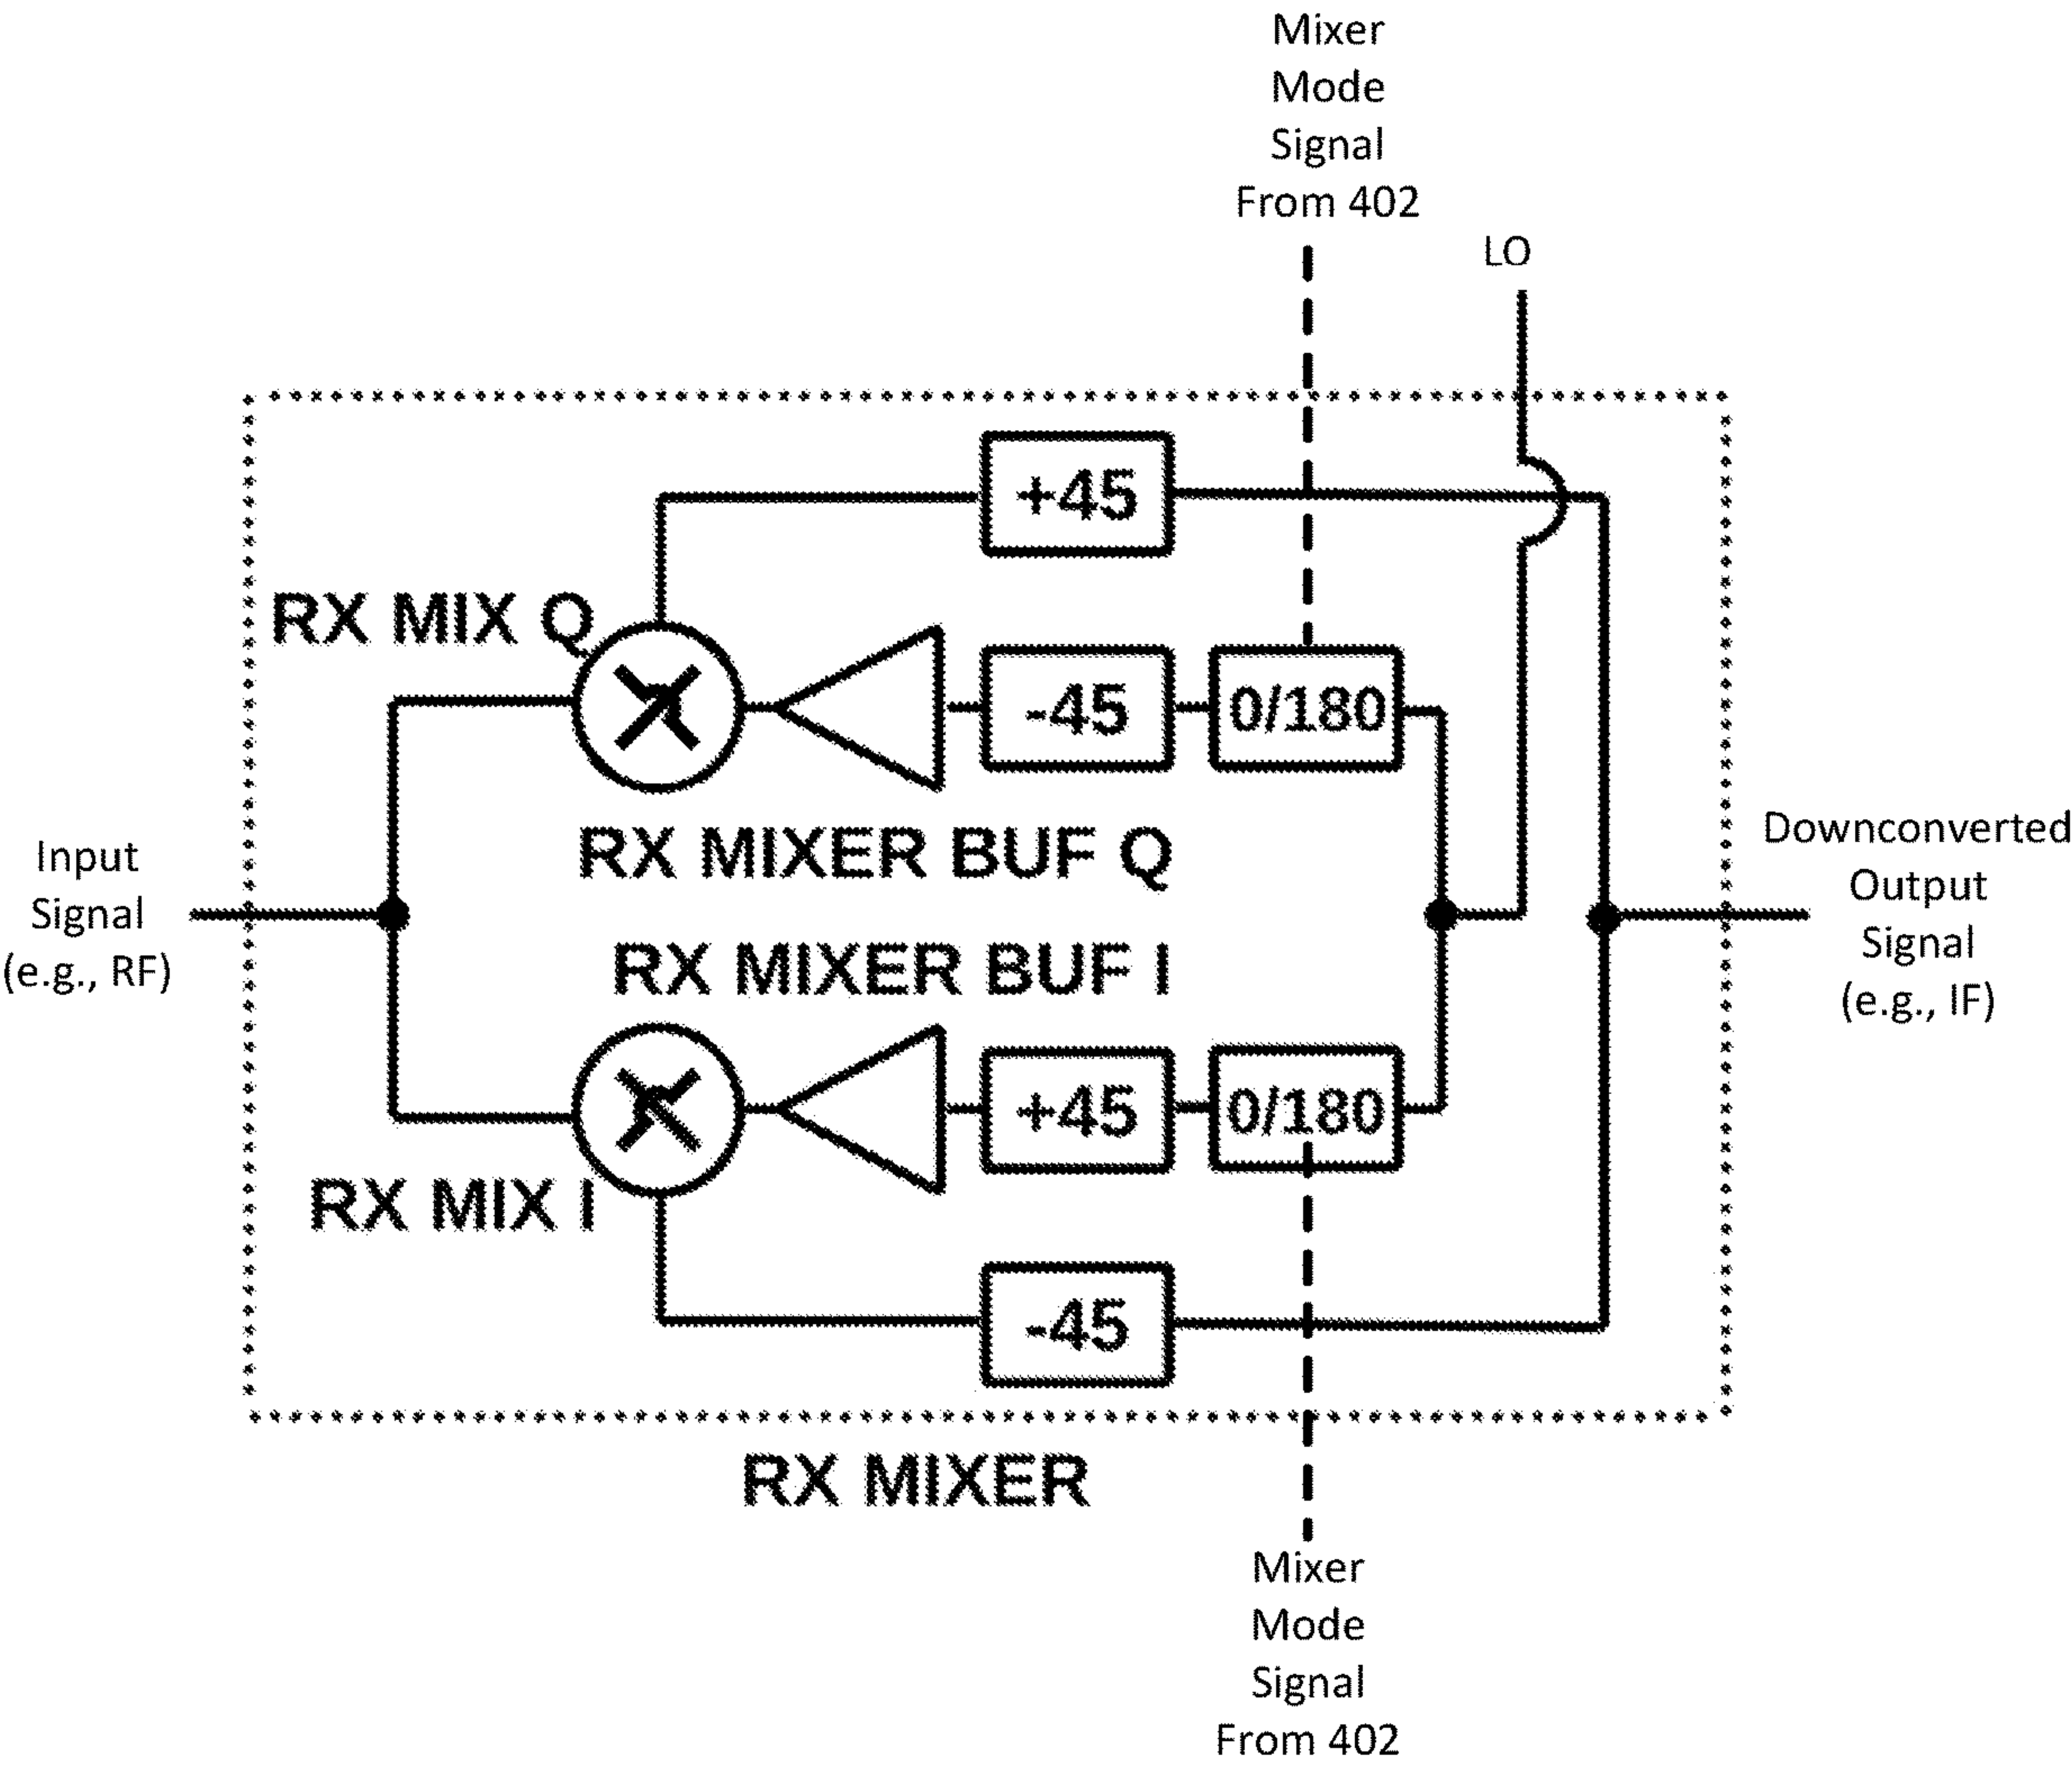 Mixer
Mode
Signal
From 402
LO
+45
RX MIX Q
-45
0/180
RX MIXER BUF Q
Input
Signal
(e.g., RF)
Downconverted
Output
Signal
(e.g., IF)
RX MIXER BUF I
+45
0/180
RX MIX I
-45
RX MIXER
Mixer
Mode
Signal
From 402